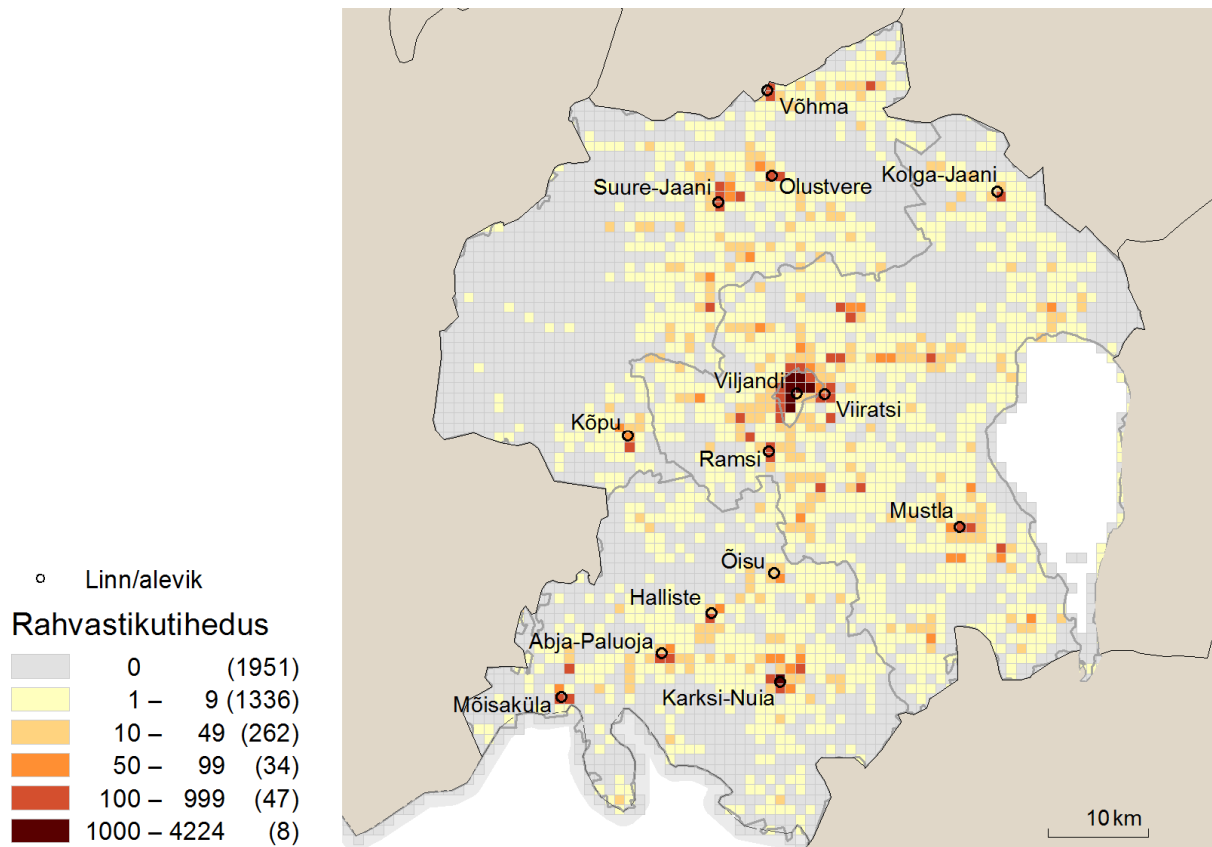 Võhma
Kolga-Jaani
Suure-Jaani
Olustvere
Viljandi
Viiratsi
Kõpu
Ramsi
Mustla
Õisu
Halliste
Abja-Paluoja
Mõisaküla
Karksi-Nuia
10 km
Linn/alevik
Rahvastikutihedus
0 (1951)
1 – 9 (1336)
10 – 49 (262)
50 – 99 (34)
100 – 999 (47)
1000 – 4224 (8)